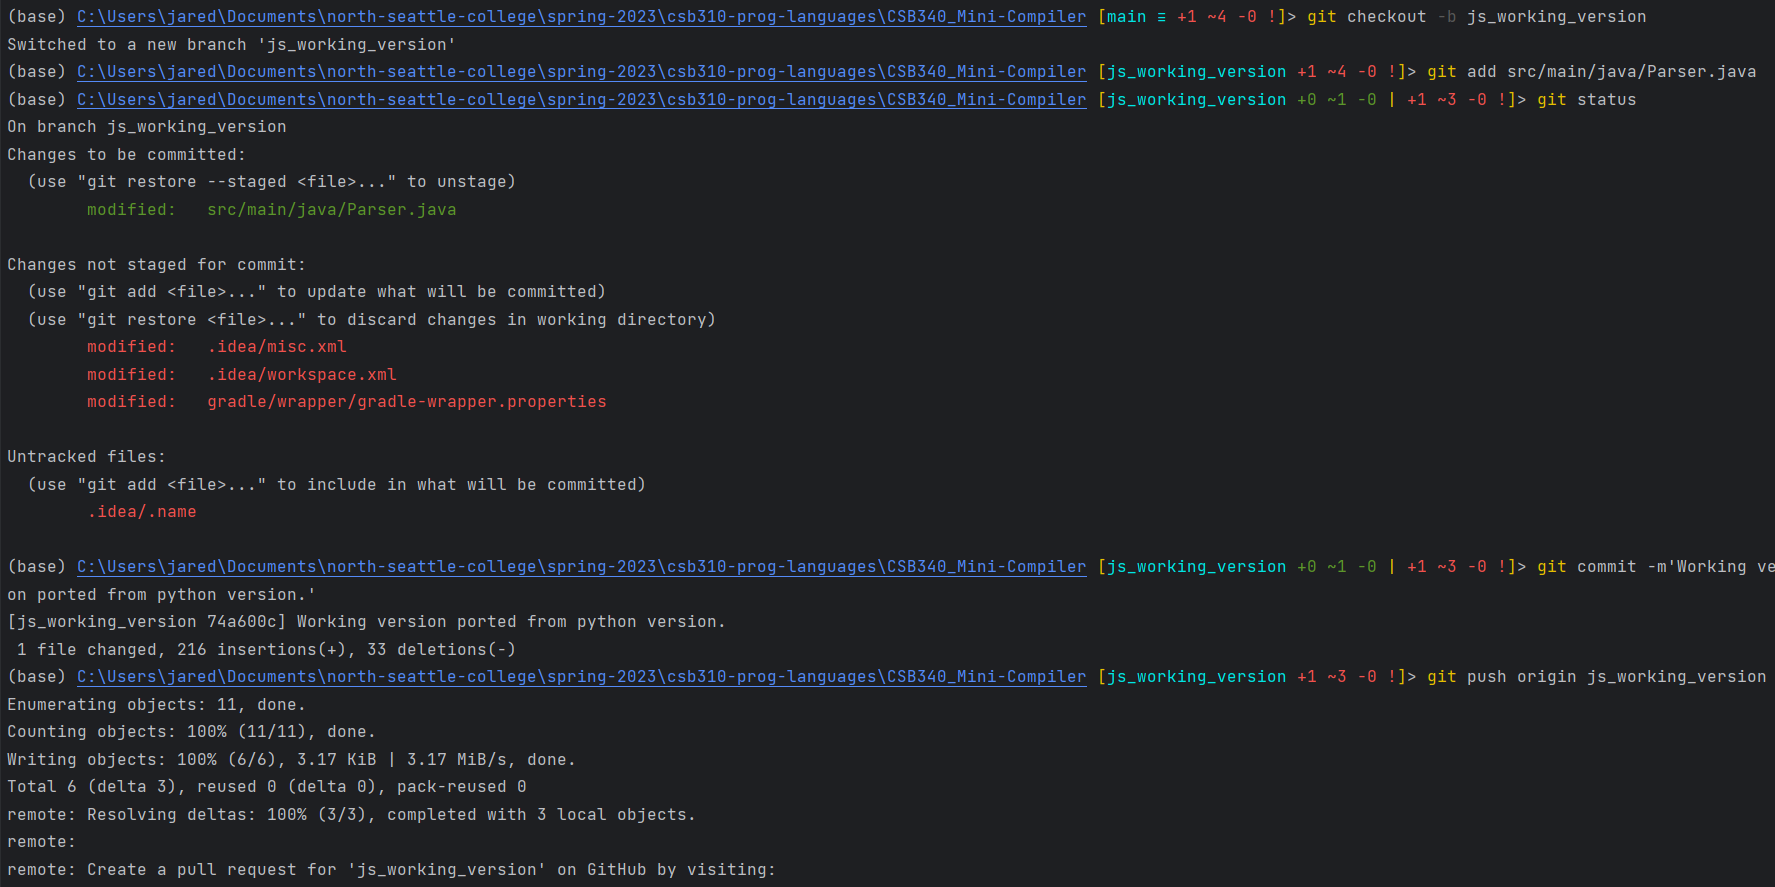 (base) C:\Users\jared\Documents\north-seattle-college\spring-2023\csb310-prog-languages\CSB340_Mini-Compiler [main ≡ +1 ~4 -0 !]> git checkout -b js_working_version
Switched to a new branch 'js_working_version'
(base) C:\Users\jared\Documents\north-seattle-college\spring-2023\csb310-prog-languages\CSB340_Mini-Compiler [js_working_version +1 ~4 -0 !]> git add src/main/java/Parser.java
(base) C:\Users\jared\Documents\north-seattle-college\spring-2023\csb310-prog-languages\CSB340_Mini-Compiler [js_working_version +0 ~1 -0 | +1 ~3 -0 !]> git status
On branch js_working_version
Changes to be committed:
  (use "git restore --staged <file>..." to unstage)
        modified:   src/main/java/Parser.java

Changes not staged for commit:
  (use "git add <file>..." to update what will be committed)
  (use "git restore <file>..." to discard changes in working directory)
        modified:   .idea/misc.xml
        modified:   .idea/workspace.xml
        modified:   gradle/wrapper/gradle-wrapper.properties

Untracked files:
  (use "git add <file>..." to include in what will be committed)
        .idea/.name

(base) C:\Users\jared\Documents\north-seattle-college\spring-2023\csb310-prog-languages\CSB340_Mini-Compiler [js_working_version +0 ~1 -0 | +1 ~3 -0 !]> git commit -m'Working ve
on ported from python version.'
[js_working_version 74a600c] Working version ported from python version.
 1 file changed, 216 insertions(+), 33 deletions(-)
(base) C:\Users\jared\Documents\north-seattle-college\spring-2023\csb310-prog-languages\CSB340_Mini-Compiler [js_working_version +1 ~3 -0 !]> git push origin js_working_version
Enumerating objects: 11, done.
Counting objects: 100% (11/11), done.
Writing objects: 100% (6/6), 3.17 KiB | 3.17 MiB/s, done.
Total 6 (delta 3), reused 0 (delta 0), pack-reused 0
remote: Resolving deltas: 100% (3/3), completed with 3 local objects.
remote:
remote: Create a pull request for 'js_working_version' on GitHub by visiting: